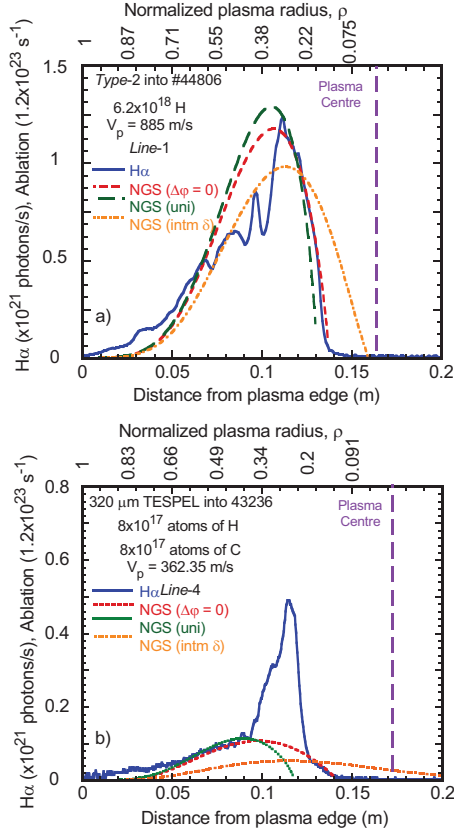 Normalized plasma radius, ρ
1 0.87 0.71 0.55 0.38 0.22 0.075
Hα (x10²¹ photons/s), Ablation (1.2x10²³ s⁻¹)
1.5
1
0.5
0
Type-2 into #44806
6.2x10¹⁸ H
Vₚ = 885 m/s
Line-1
Hα
NGS (Δφ = 0)
NGS (uni)
NGS (intm δ)
Plasma
Centre
a)
0 0.05 0.1 0.15 0.2
Distance from plasma edge (m)
Normalized plasma radius, ρ
1 0.83 0.66 0.49 0.34 0.2 0.091
Hα (x10²¹ photons/s), Ablation (1.2x10²³ s⁻¹)
0.8
0.6
0.4
0.2
0
320 μm TESPEL into 43236
8x10¹⁷ atoms of H
8x10¹⁷ atoms of C
Vₚ = 362.35 m/s
Hα Line-4
NGS (Δφ = 0)
NGS (uni)
NGS (intm δ)
Plasma
Centre
b)
0 0.05 0.1 0.15 0.2
Distance from plasma edge (m)